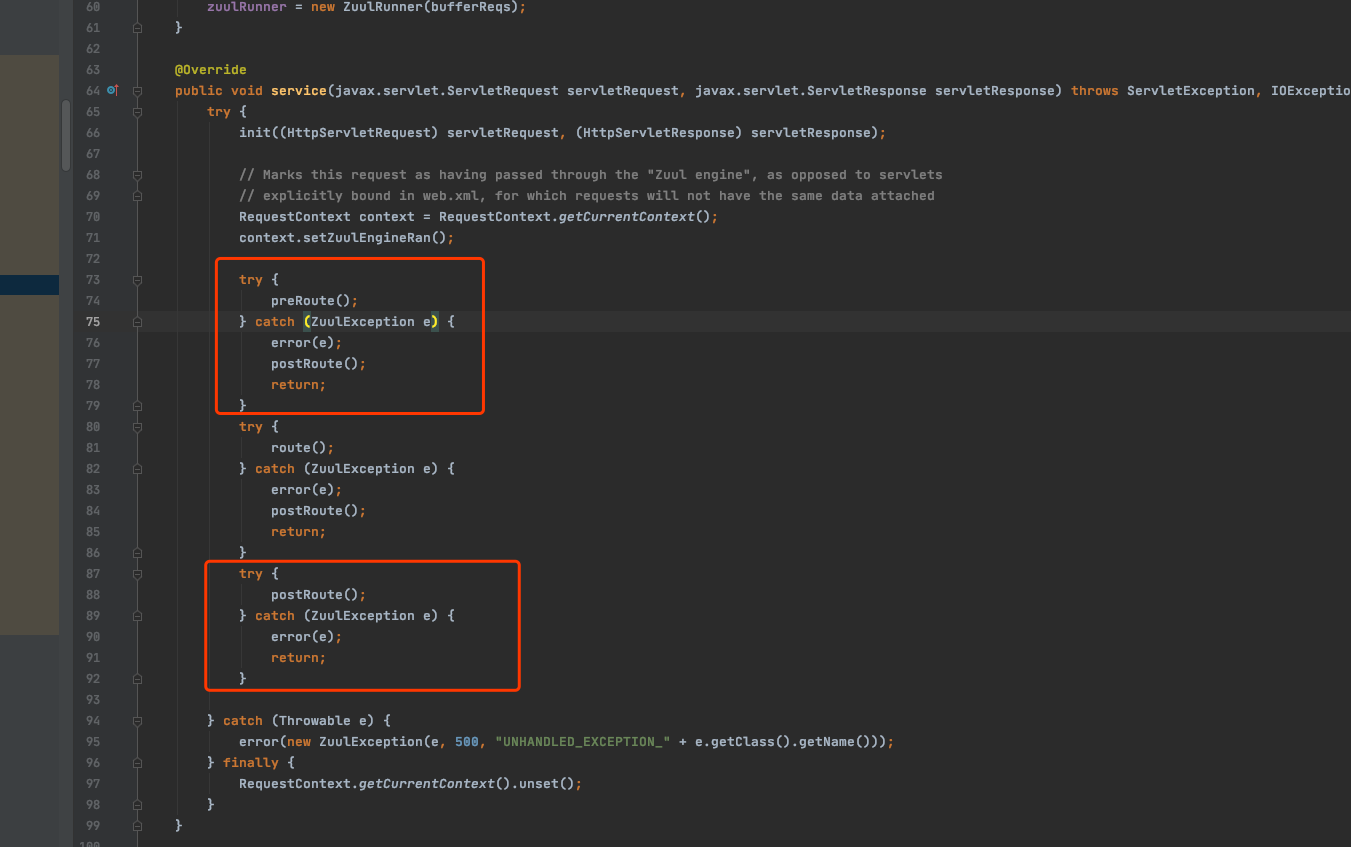 60 zuulRunner = new ZuulRunner(bufferReqs);
61 }
62
63 @Override
64 public void service(javax.servlet.ServletRequest servletRequest, javax.servlet.ServletResponse servletResponse) throws ServletException, IOExceptio
65 try {
66 init((HttpServletRequest) servletRequest, (HttpServletResponse) servletResponse);
67
68 // Marks this request as having passed through the "Zuul engine", as opposed to servlets
69 // explicitly bound in web.xml, for which requests will not have the same data attached
70 RequestContext context = RequestContext.getCurrentContext();
71 context.setZuulEngineRan();
72
73 try {
74 preRoute();
75 } catch (ZuulException e) {
76 error(e);
77 postRoute();
78 return;
79 }
80 try {
81 route();
82 } catch (ZuulException e) {
83 error(e);
84 postRoute();
85 return;
86 }
87 try {
88 postRoute();
89 } catch (ZuulException e) {
90 error(e);
91 return;
92 }
93
94 } catch (Throwable e) {
95 error(new ZuulException(e, 500, "UNHANDLED_EXCEPTION_" + e.getClass().getName()));
96 } finally {
97 RequestContext.getCurrentContext().unset();
98 }
99 }
100